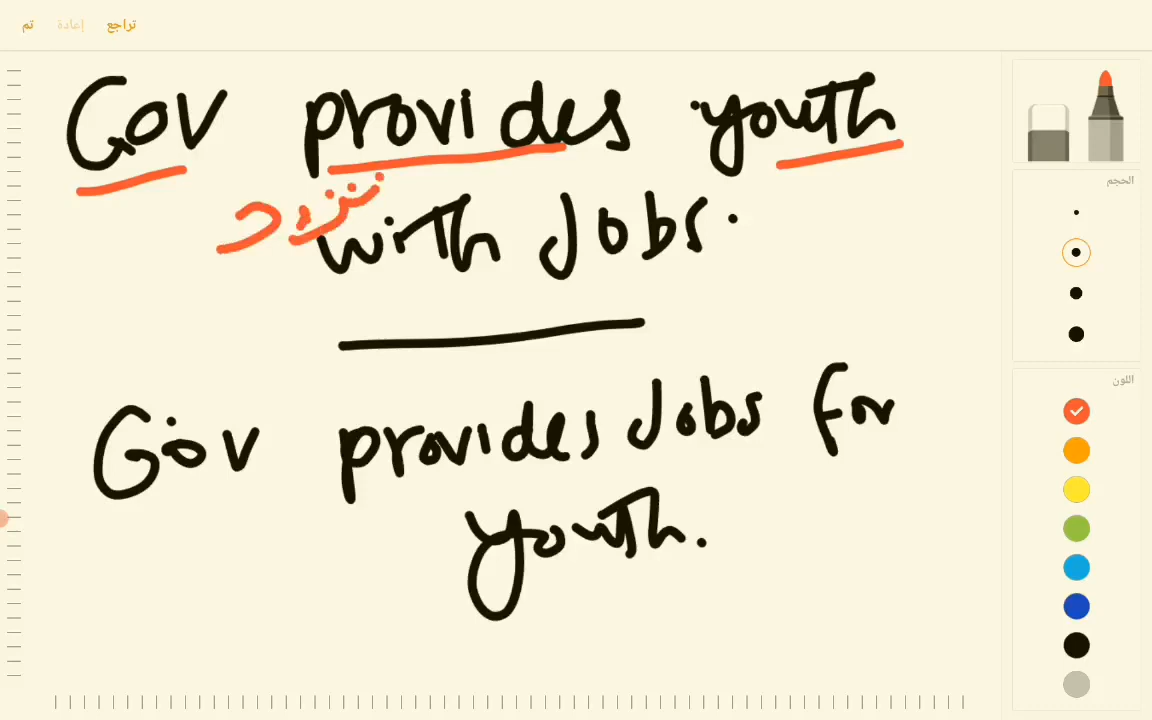 تم إعادة تراجع
Gov provides youth
تزود
with Jobs.
Gov provides Jobs for
youth.
الحجم
اللون